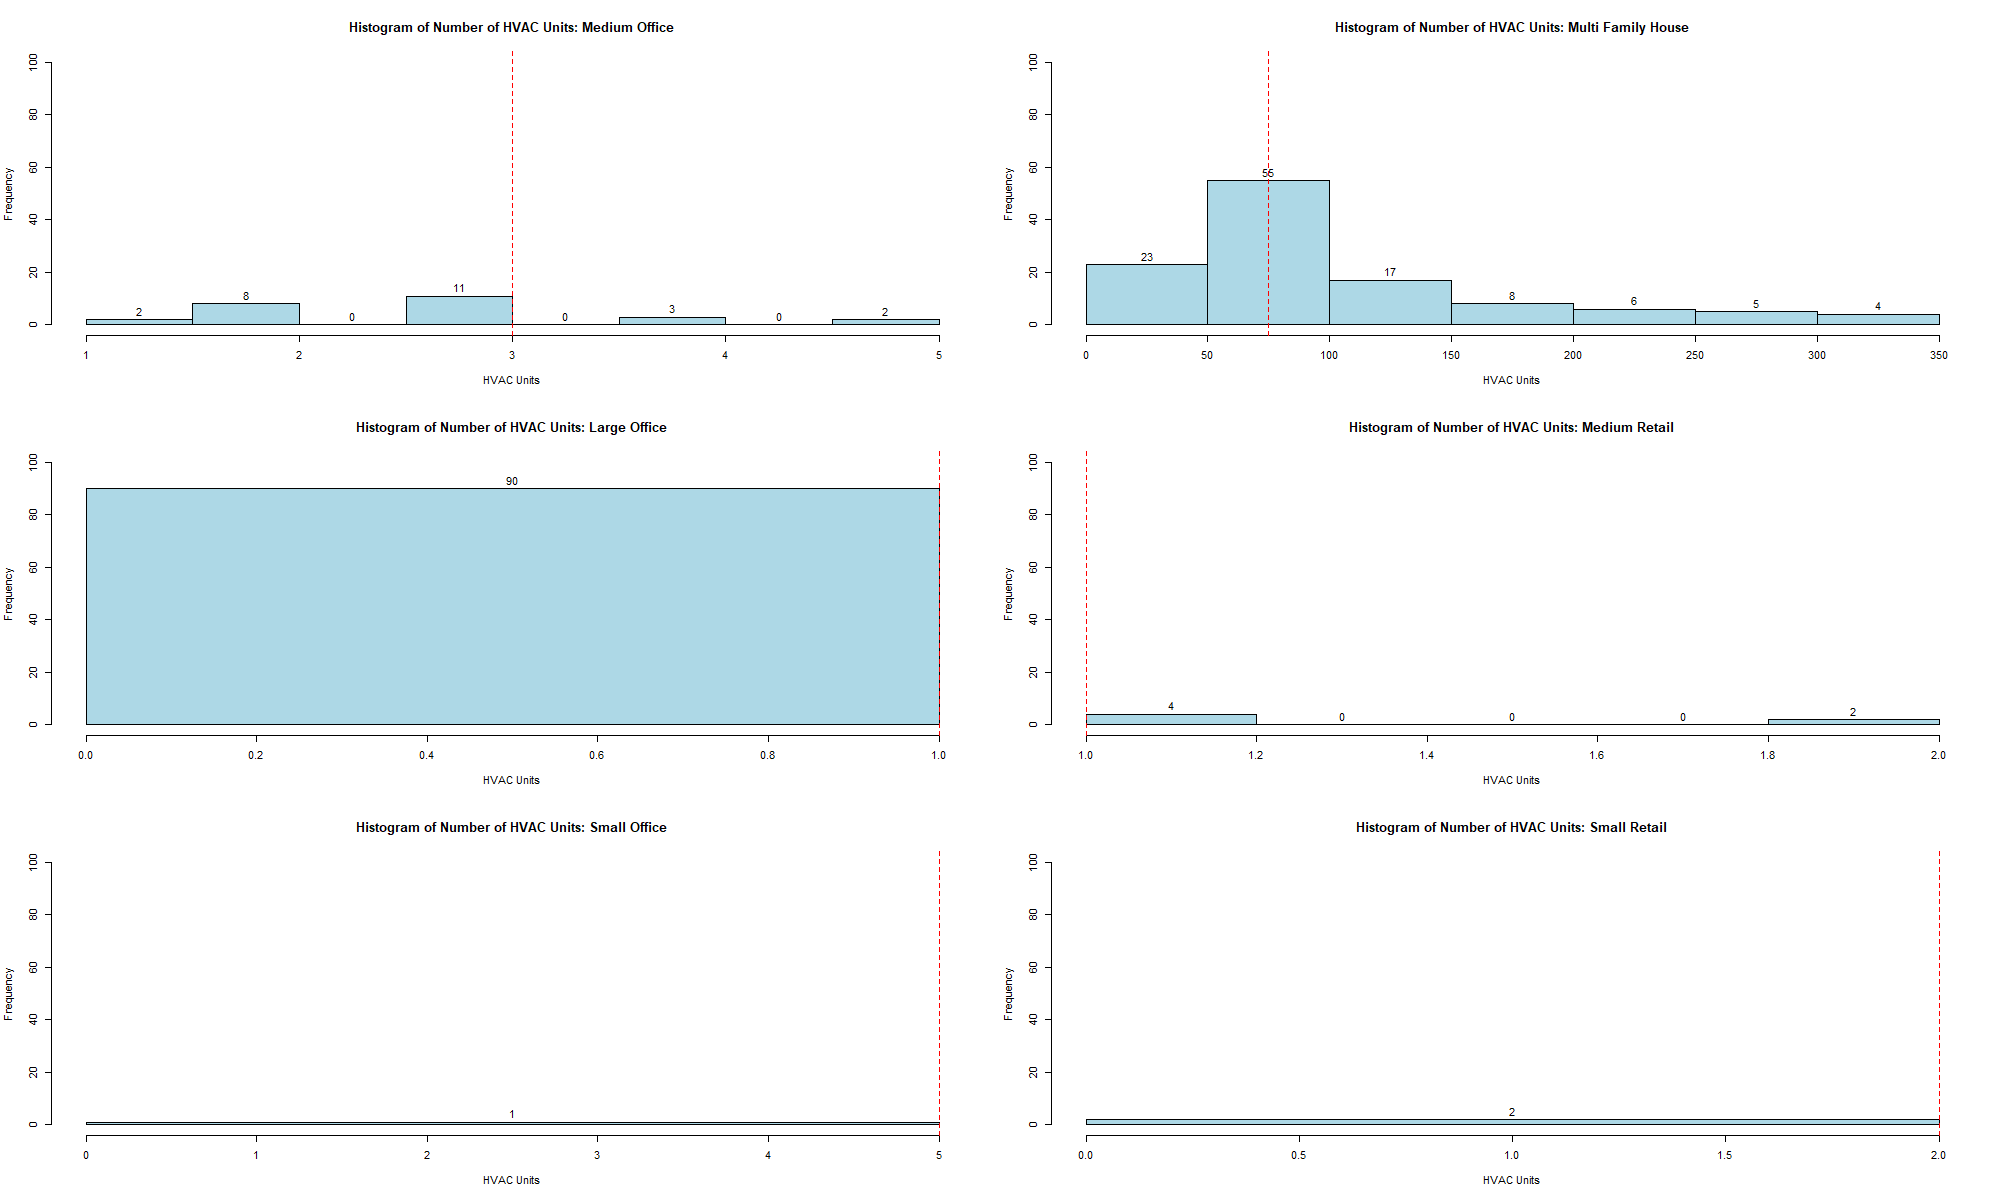 Histogram of Number of HVAC Units: Medium Office
Frequency
0 20 40 60 80 100
2 8 0 11 0 3 0 2
1 2 3 4 5
HVAC Units
Histogram of Number of HVAC Units: Multi Family House
Frequency
0 20 40 60 80 100
23 55 17 8 6 5 4
0 50 100 150 200 250 300 350
HVAC Units
Histogram of Number of HVAC Units: Large Office
Frequency
0 20 40 60 80 100
90
0.0 0.2 0.4 0.6 0.8 1.0
HVAC Units
Histogram of Number of HVAC Units: Medium Retail
Frequency
0 20 40 60 80 100
4 0 0 0 2
1.0 1.2 1.4 1.6 1.8 2.0
HVAC Units
Histogram of Number of HVAC Units: Small Office
Frequency
0 20 40 60 80 100
1
0 1 2 3 4 5
HVAC Units
Histogram of Number of HVAC Units: Small Retail
Frequency
0 20 40 60 80 100
2
0.0 0.5 1.0 1.5 2.0
HVAC Units